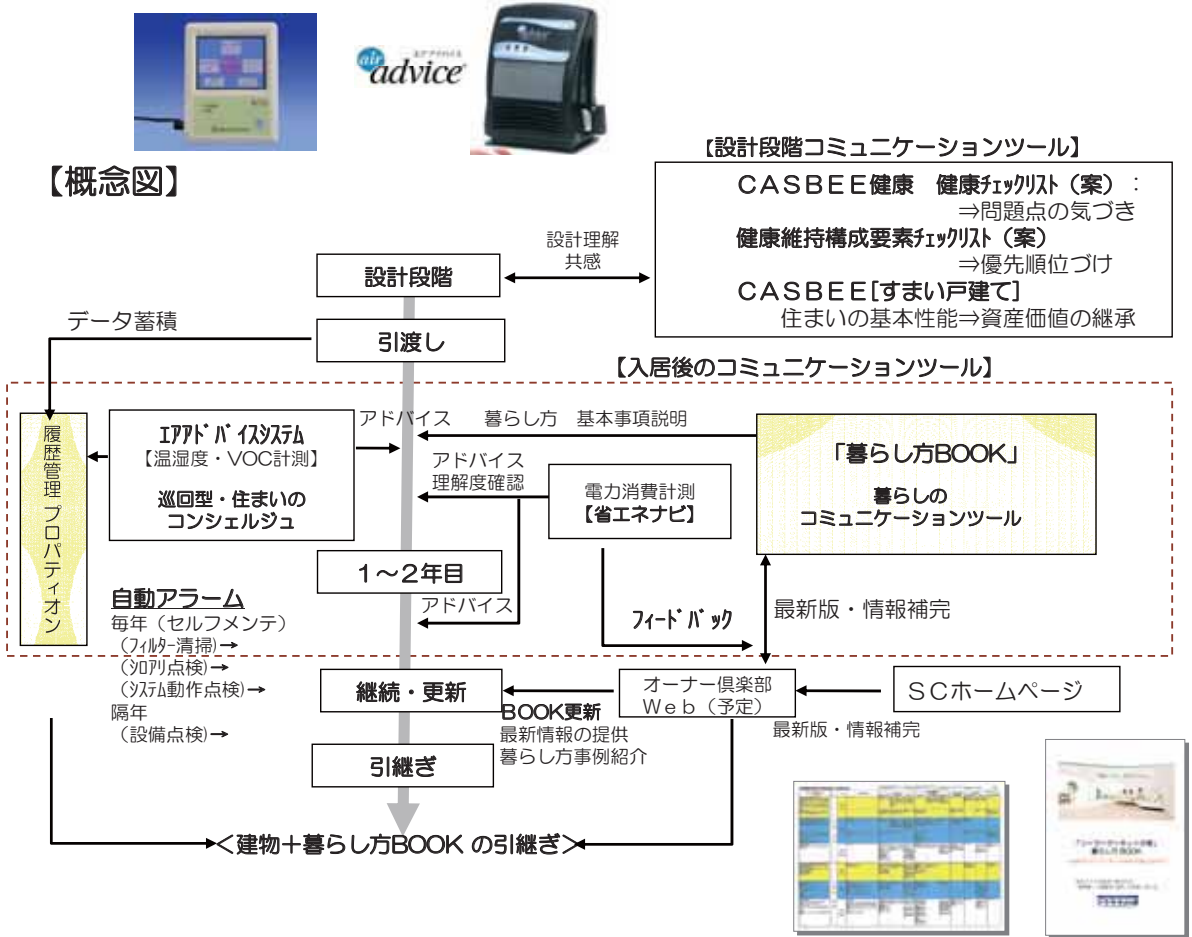 エアアドバイス
air
advice®
【概念図】
【設計段階コミュニケーションツール】
CASBEE健康 健康ﾁｪｯｸﾘｽﾄ（案）：
⇒問題点の気づき
健康維持構成要素ﾁｪｯｸﾘｽﾄ（案）
⇒優先順位づけ
CASBEE[すまい戸建て]
住まいの基本性能⇒資産価値の継承
設計理解
共感
設計段階
データ蓄積
引渡し
【入居後のコミュニケーションツール】
履歴管理 プロパティオン
ｴｱｱﾄﾞﾊﾞｲｽｼｽﾃﾑ
【温湿度・VOC計測】
巡回型・住まいの
コンシェルジュ
アドバイス
暮らし方 基本事項説明
アドバイス
理解度確認
電力消費計測
【省エネナビ】
「暮らし方BOOK」
暮らしの
コミュニケーションツール
1～2年目
アドバイス
ﾌｨｰﾄﾞﾊﾞｯｸ
最新版・情報補完
自動アラーム
毎年（セルフメンテ）
（ﾌｨﾙﾀｰ清掃）→
（ｼﾛｱﾘ点検）→
（ｼｽﾃﾑ動作点検）→
隔年
（設備点検）→
継続・更新
BOOK更新
最新情報の提供
暮らし方事例紹介
オーナー倶楽部
Web（予定）
SCホームページ
最新版・情報補完
引継ぎ
＜建物＋暮らし方BOOK の引継ぎ＞
暮らし方BOOK